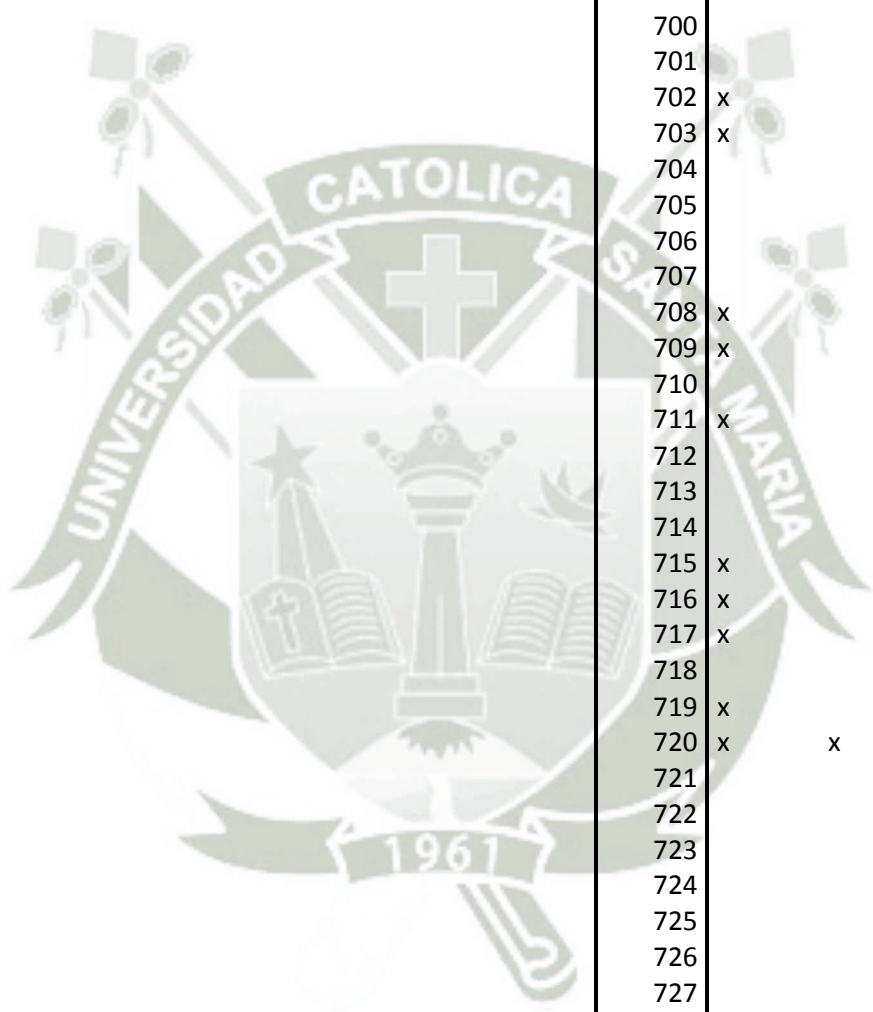 700
701
702 x
703 x
704
705
706
707
708 x
709 x
710
711 x
712
713
714
715 x
716 x
717 x
718
719 x
720 x x
721
722
723
724
725
726
727
UNIVERSIDAD CATOLICA SANTA MARIA
1961